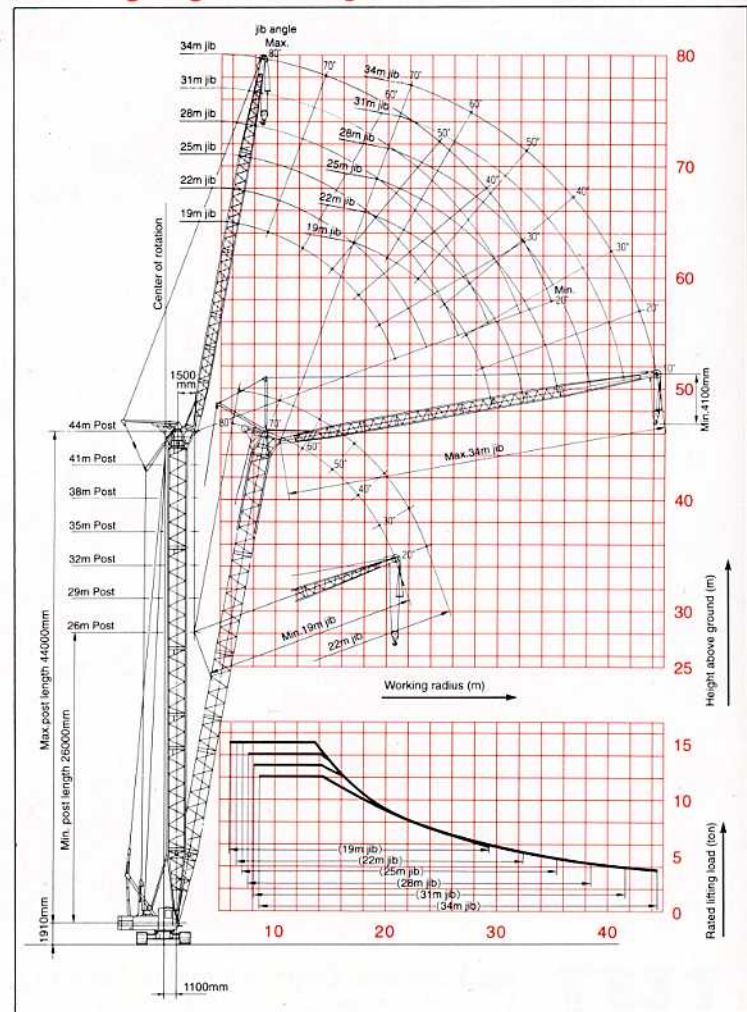 jib angle
Max.
80°
34m jib
31m jib
28m jib
25m jib
22m jib
19m jib
70°
60°
50°
40°
30°
34m jib
31m jib
28m jib
25m jib
22m jib
19m jib
70°
60°
50°
40°
30°
20°
10°
50°
40°
30°
Min.
20°
80
70
60
50
40
30
25
Center of rotation
1500
mm
44m Post
41m Post
38m Post
35m Post
32m Post
29m Post
26m Post
80°
70°
60°
50°
40°
30°
20°
Max.34m jib
Min.4100mm
Min.19m jib
22m jib
Height above ground (m)
Working radius (m)
Max.post length 44000mm
Min. post length 26000mm
1910mm
1100mm
15
10
5
0
(19m jib)
(22m jib)
(25m jib)
(28m jib)
(31m jib)
(34m jib)
Rated lifting load (ton)
10
20
30
40